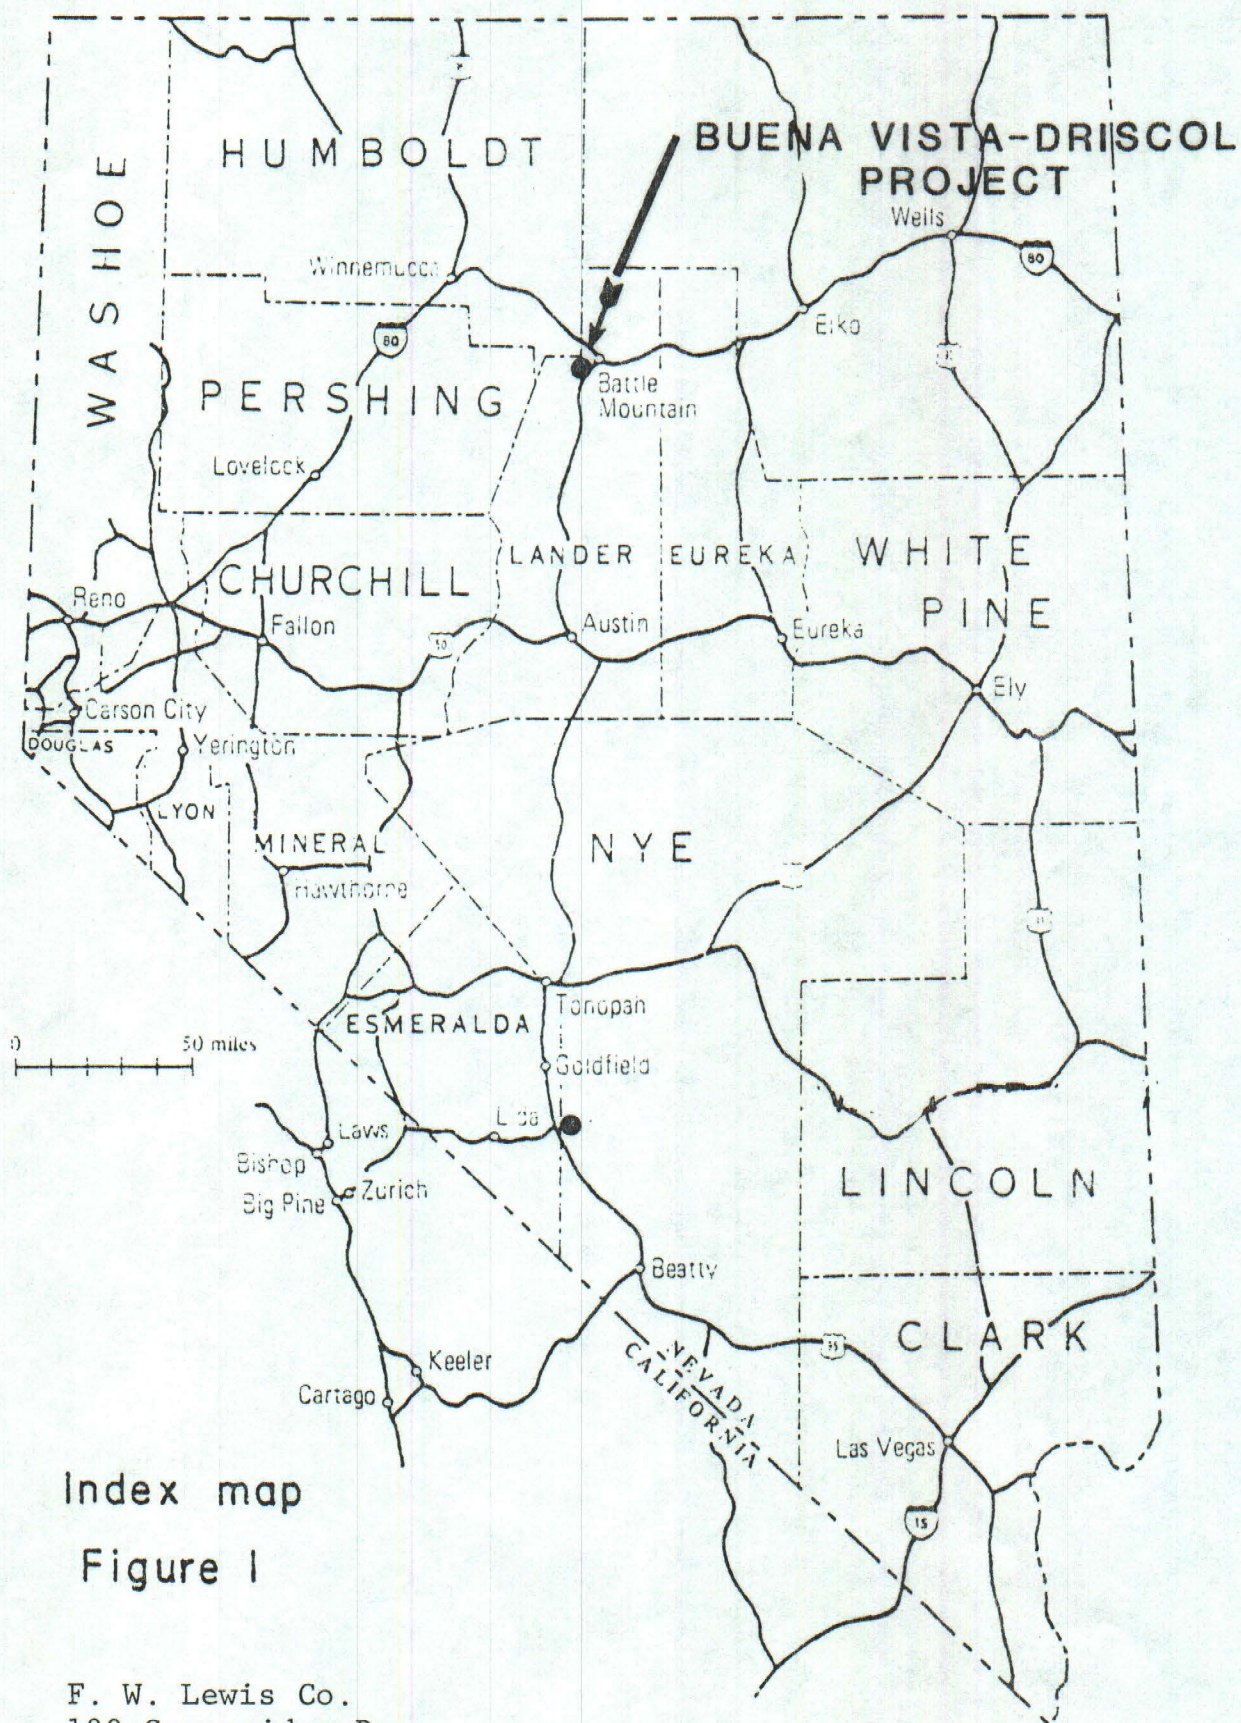 BUENA VISTA-DRISCOL
PROJECT
HUMBOLDT
WASHOE
Wells
80
Winnemucca
Elko
80
PERSHING
Battle
Mountain
Lovelock
LANDER
EUREKA
WHITE
PINE
CHURCHILL
Reno
Fallon
50
Austin
Eureka
Ely
Carson City
DOUGLAS
Yerington
LYON
MINERAL
NYE
Hawthorne
Tonopah
ESMERALDA
0
50 miles
Goldfield
Laws
Bishop
Big Pine
Zurich
LINCOLN
Beatty
CLARK
95
NEVADA
CALIFORNIA
Keeler
Cartago
Las Vegas
15
Index map
Figure 1
F. W. Lewis Co.